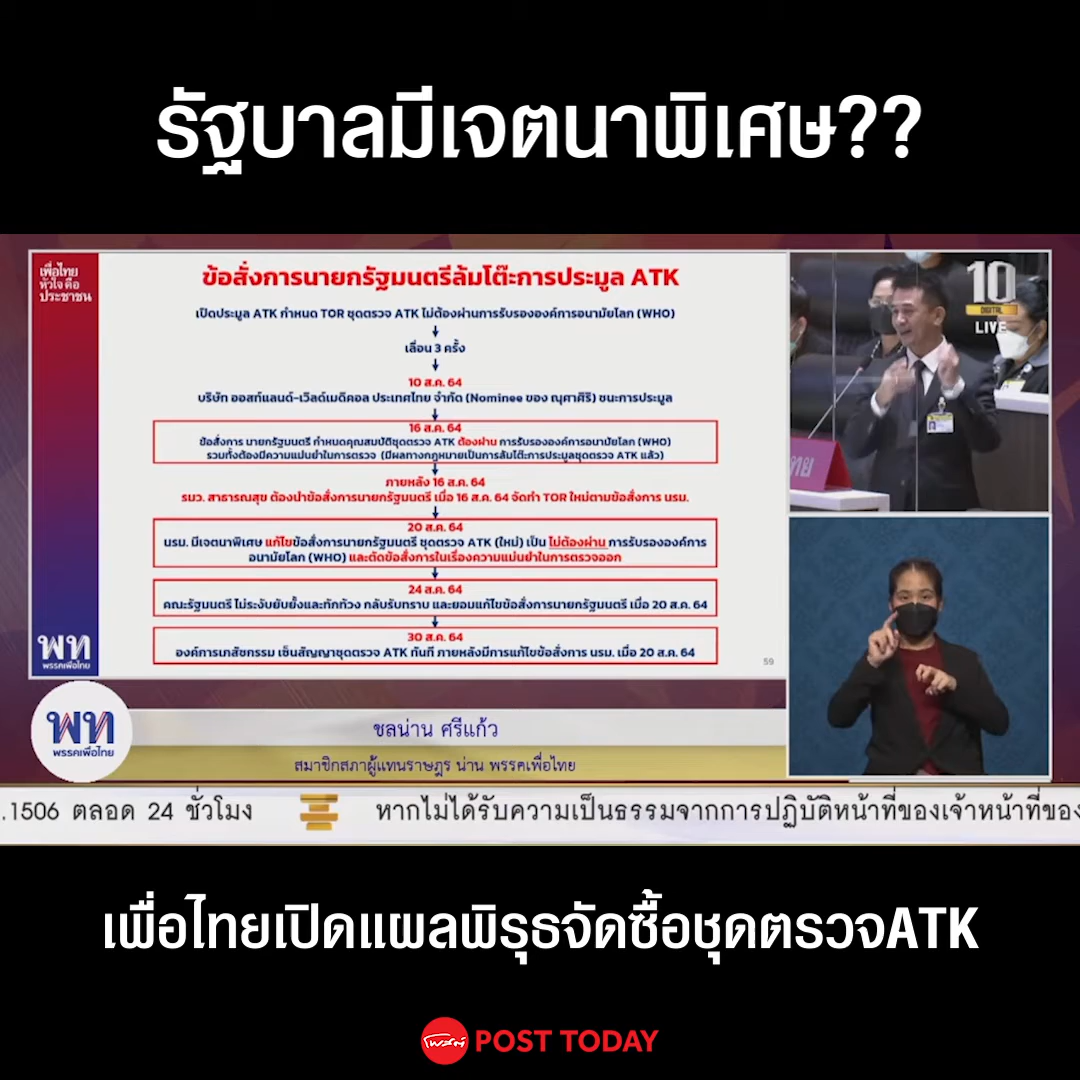 รัฐบาลมีเจตนาพิเศษ??
เพื่อไทย
หัวใจ คือ
ประชาชน
ข้อสั่งการนายกรัฐมนตรีล้มโต๊ะการประมูล ATK
เปิดประมูล ATK กำหนด TOR ชุดตรวจ ATK ไม่ต้องผ่านการรับรององค์การอนามัยโลก (WHO)
เลื่อน 3 ครั้ง
10 ส.ค. 64
บริษัท ออสท์แลนด์-เวิลด์เมดิคอล ประเทศไทย จำกัด (Nominee ของ ณุศาศิริ) ชนะการประมูล
16 ส.ค. 64
ข้อสั่งการ นายกรัฐมนตรี กำหนดคุณสมบัติชุดตรวจ ATK ต้องผ่าน การรับรององค์การอนามัยโลก (WHO)
รวมทั้งต้องมีความแม่นยำในการตรวจ (มีผลทางกฎหมายเป็นการล้มโต๊ะการประมูลชุดตรวจ ATK แล้ว)
ภายหลัง 16 ส.ค. 64
รมว. สาธารณสุข ต้องนำข้อสั่งการนายกรัฐมนตรี เมื่อ 16 ส.ค. 64 จัดทำ TOR ใหม่ตามข้อสั่งการ นรม.
20 ส.ค. 64
นรม. มีเจตนาพิเศษ แก้ไขข้อสั่งการนายกรัฐมนตรี ชุดตรวจ ATK (ใหม่) เป็น ไม่ต้องผ่าน การรับรององค์การ
อนามัยโลก (WHO) และตัดข้อสั่งการในเรื่องความแม่นยำในการตรวจออก
24 ส.ค. 64
คณะรัฐมนตรี ไม่ระงับยับยั้งและทักท้วง กลับรับทราบ และยอมแก้ไขข้อสั่งการนายกรัฐมนตรี เมื่อ 20 ส.ค. 64
30 ส.ค. 64
องค์การเภสัชกรรม เซ็นสัญญาชุดตรวจ ATK ทันที ภายหลังมีการแก้ไขข้อสั่งการ นรม. เมื่อ 20 ส.ค. 64
59
พท
พรรคเพื่อไทย
10
DIGITAL
LIVE
ไทย
พท
พรรคเพื่อไทย
ชลน่าน ศรีแก้ว
สมาชิกสภาผู้แทนราษฎร น่าน พรรคเพื่อไทย
.1506 ตลอด 24 ชั่วโมง หากไม่ได้รับความเป็นธรรมจากการปฏิบัติหน้าที่ของเจ้าหน้าที่ของ
เพื่อไทยเปิดแผลพิรุธจัดซื้อชุดตรวจATK
โพสต์ POST TODAY